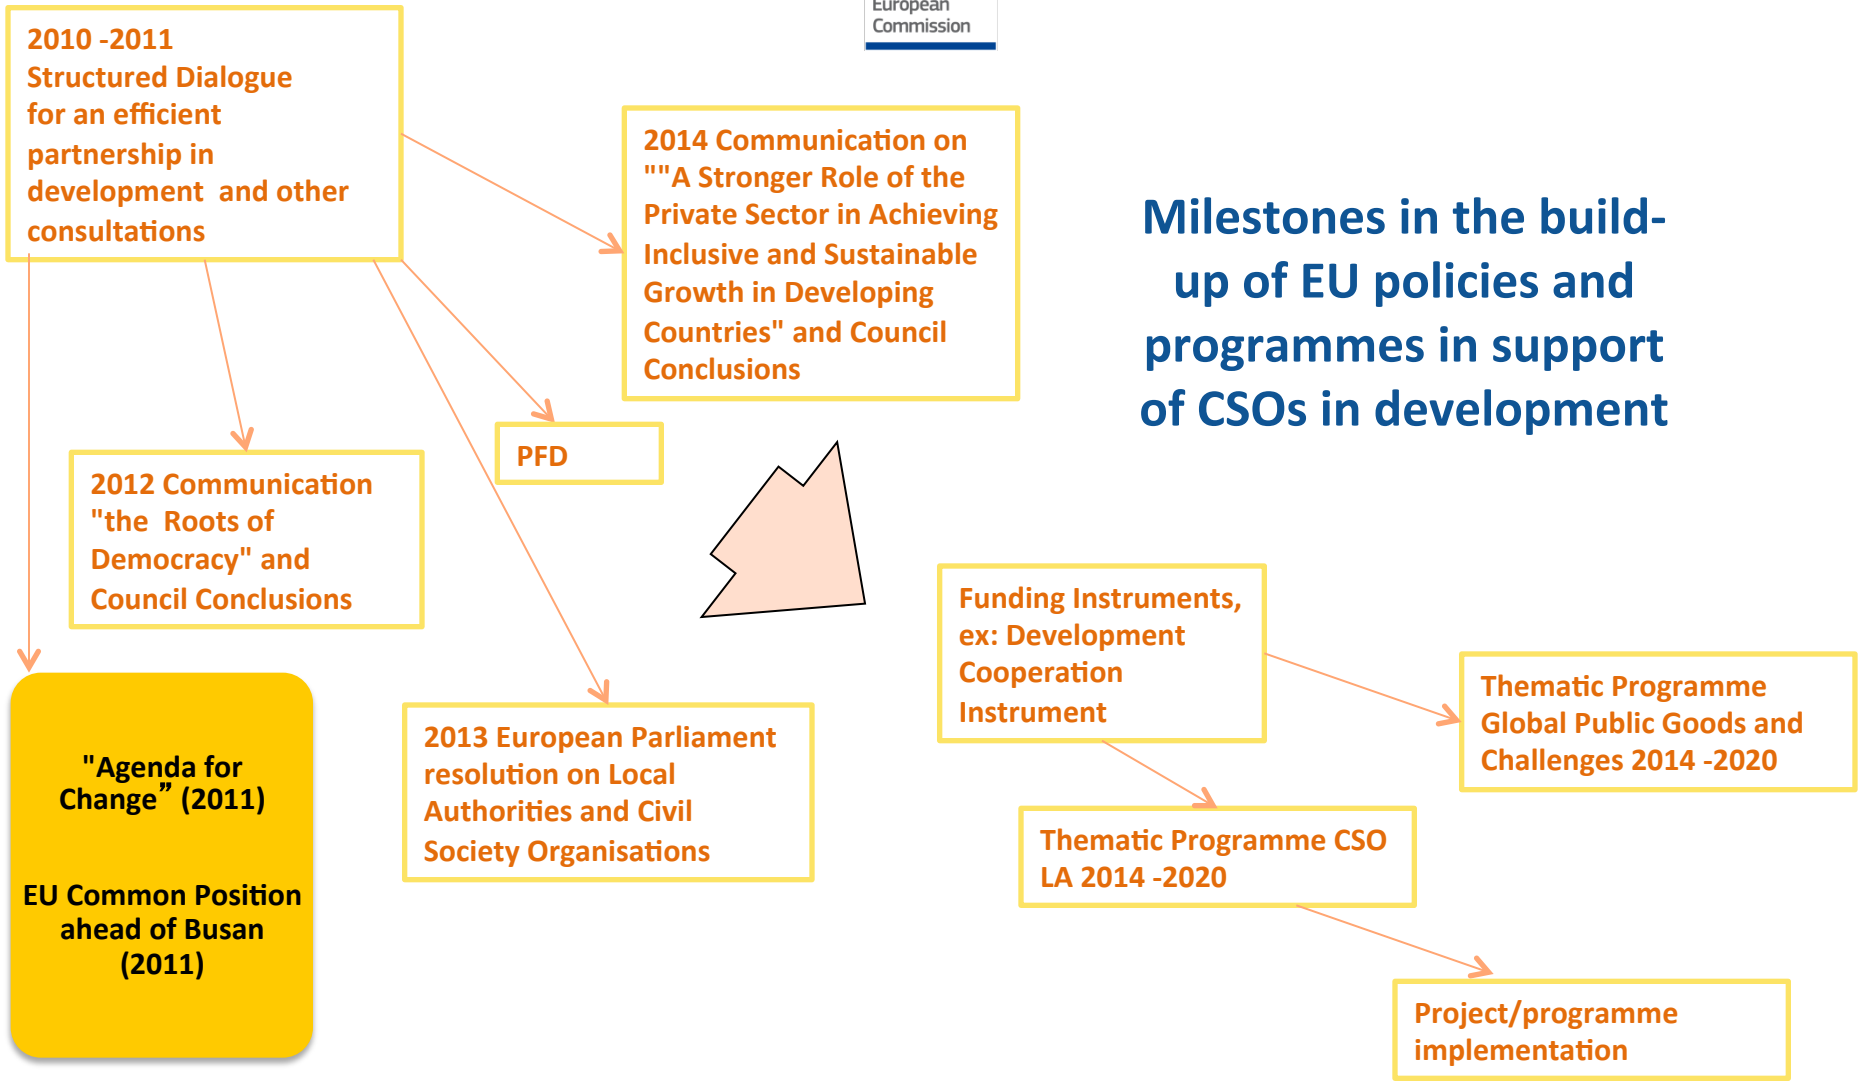 European
Commission
2010 -2011
Structured Dialogue
for an efficient
partnership in
development  and other
consultations
2014 Communication on
""A Stronger Role of the
Private Sector in Achieving
Inclusive and Sustainable
Growth in Developing
Countries" and Council
Conclusions
Milestones in the build-
up of EU policies and
programmes in support
of CSOs in development
PFD
2012 Communication
"the  Roots of
Democracy" and
Council Conclusions
"Agenda for
Change” (2011)
EU Common Position
ahead of Busan
(2011)
2013 European Parliament
resolution on Local
Authorities and Civil
Society Organisations
Funding Instruments,
ex: Development
Cooperation
Instrument
Thematic Programme
Global Public Goods and
Challenges 2014 -2020
Thematic Programme CSO
LA 2014 -2020
Project/programme
implementation